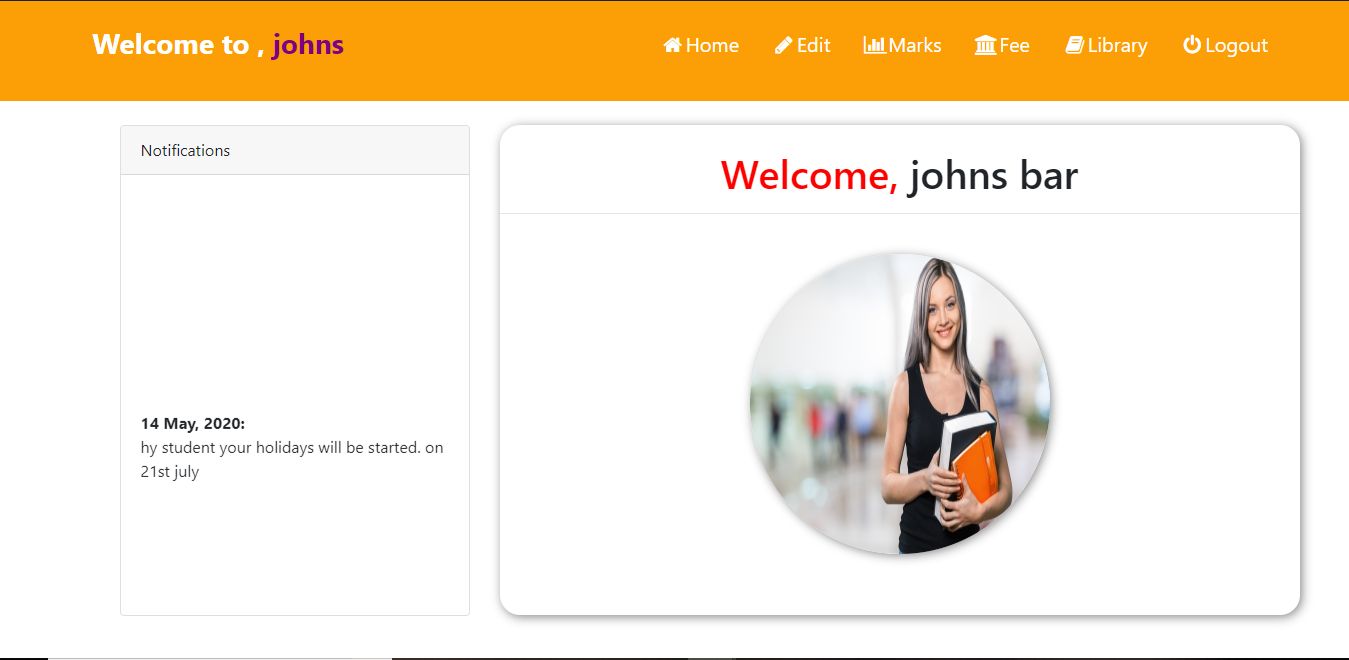 Welcome to , johns
Home Edit Marks Fee Library Logout
Notifications
14 May, 2020:
hy student your holidays will be started. on
21st july
Welcome, johns bar